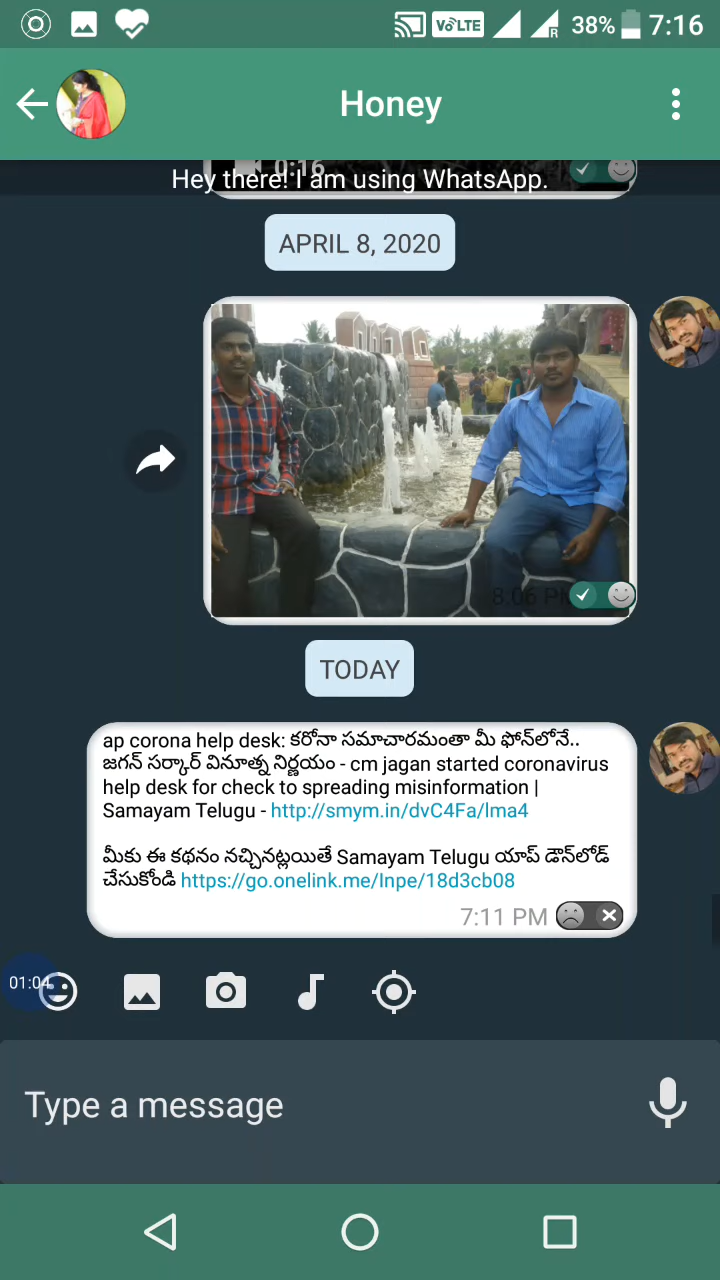 VoLTE R 38% 7:16
Honey
0:16
Hey there! I am using WhatsApp.
APRIL 8, 2020
8:06 PM
TODAY
ap corona help desk: కరోనా సమాచారమంతా మీ ఫోన్‌లోనే..
జగన్ సర్కార్ వినూత్న నిర్ణయం - cm jagan started coronavirus
help desk for check to spreading misinformation |
Samayam Telugu - http://smym.in/dvC4Fa/lma4
మీకు ఈ కథనం నచ్చినట్లయితే Samayam Telugu యాప్ డౌన్‌లోడ్
చేసుకోండి https://go.onelink.me/Inpe/18d3cb08
7:11 PM
01:04
Type a message